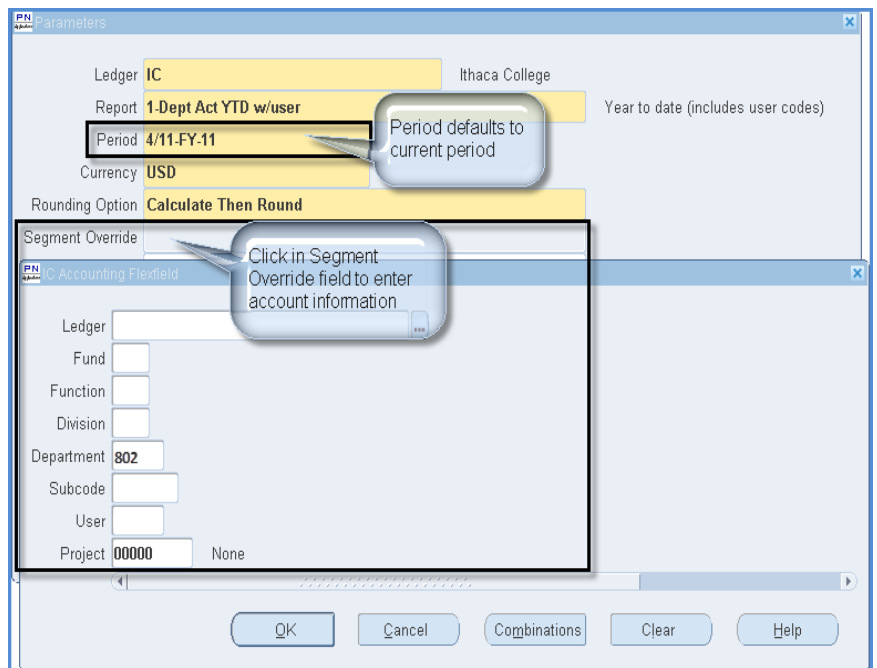 PN
Parameters
Ledger IC Ithaca College
Report 1-Dept Act YTD w/user Year to date (includes user codes)
Period 4/11-FY-11
Period defaults to
current period
Currency USD
Rounding Option Calculate Then Round
Segment Override
Click in Segment
Override field to enter
account information
PN
IC Accounting Flexfield
Ledger
...
Fund
Function
Division
Department 802
Subcode
User
Project 00000 None
OK Cancel Combinations Clear Help